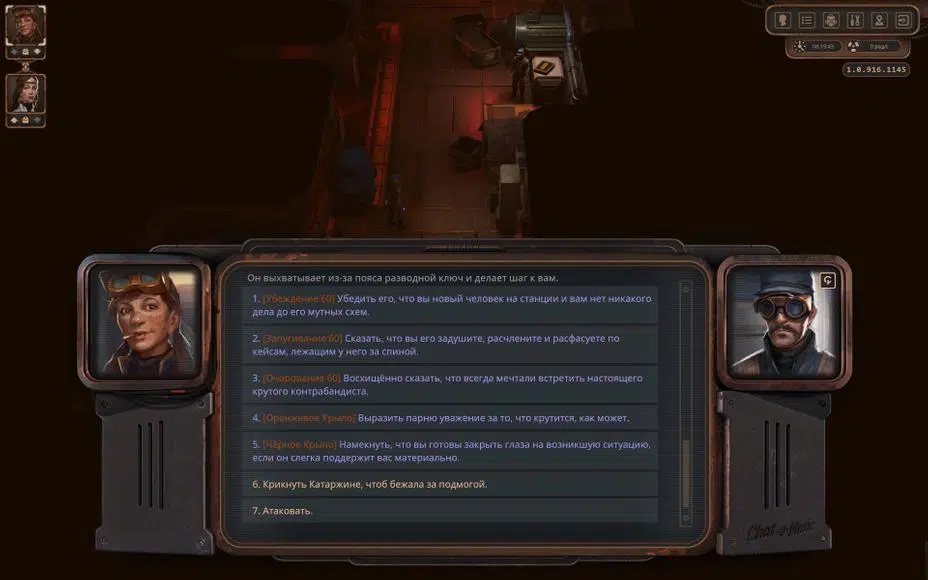 1.0.916.1145
Он выхватывает из-за пояса разводной ключ и делает шаг к вам.
1. [Убеждение 60] Убедить его, что вы новый человек на станции и вам нет никакого
дела до его мутных схем.
2. [Запугивание 60] Сказать, что вы его задушите, расчлените и расфасуете по
кейсам, лежащим у него за спиной.
3. [Очарование 60] Восхищённо сказать, что всегда мечтали встретить настоящего
крутого контрабандиста.
4. [Оранжевое Крыло] Выразить парню уважение за то, что крутится, как может.
5. [Чёрное Крыло] Намекнуть, что вы готовы закрыть глаза на возникшую ситуацию,
если он слегка поддержит вас материально.
6. Крикнуть Катаржине, чтоб бежала за подмогой.
7. Атаковать.
Chat-o-Matic